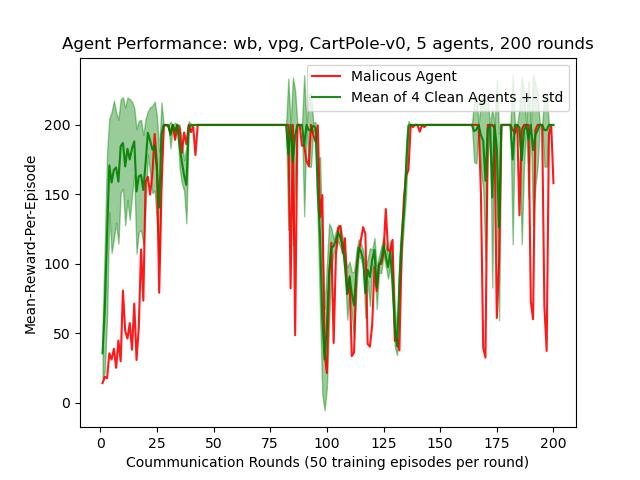 Agent Performance: wb, vpg, CartPole-v0, 5 agents, 200 rounds
Malicous Agent
Mean of 4 Clean Agents +- std
Mean-Reward-Per-Episode
200
150
100
50
0
0 25 50 75 100 125 150 175 200
Coummunication Rounds (50 training episodes per round)